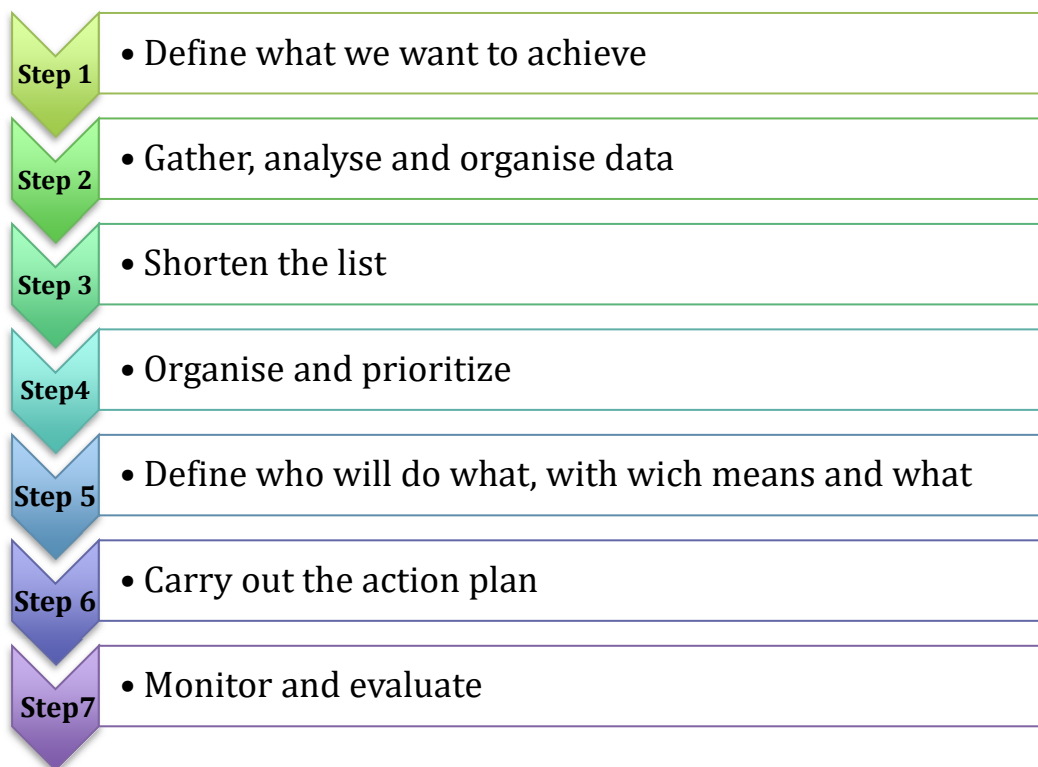 Step 1
• Define what we want to achieve
Step 2
• Gather, analyse and organise data
Step 3
• Shorten the list
Step4
• Organise and prioritize
Step 5
• Define who will do what, with wich means and what
Step 6
• Carry out the action plan
Step7
• Monitor and evaluate